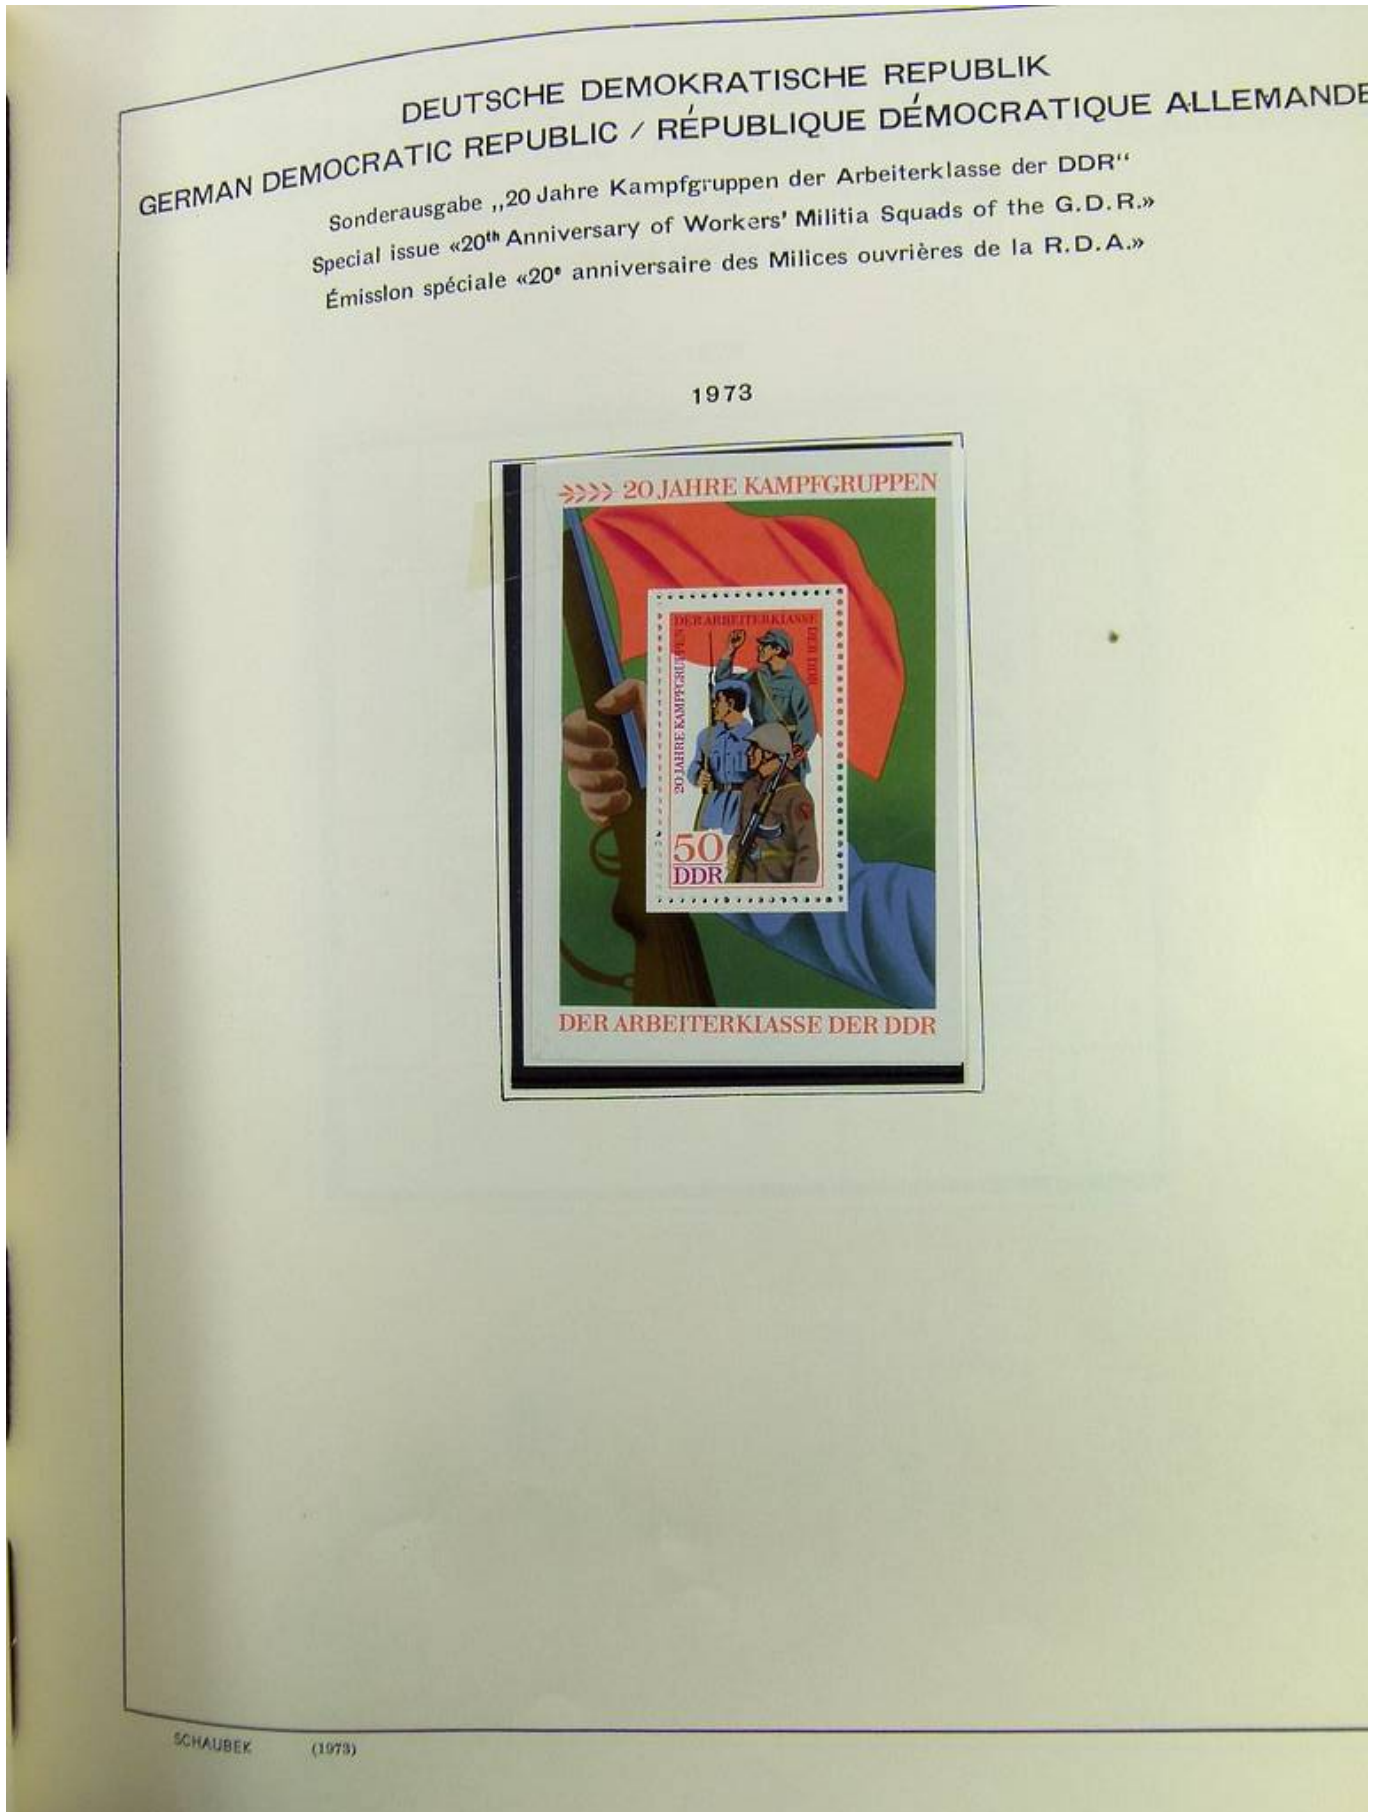 DEUTSCHE DEMOKRATISCHE REPUBLIK
GERMAN DEMOCRATIC REPUBLIC / RÉPUBLIQUE DÉMOCRATIQUE ALLEMANDE
Sonderausgabe „20 Jahre Kampfgruppen der Arbeiterklasse der DDR“
Special issue «20th Anniversary of Workers' Militia Squads of the G.D.R.»
Émission spéciale «20e anniversaire des Milices ouvrières de la R.D.A.»
1973
20 JAHRE KAMPFGRUPPEN
20 JAHRE KAMPFGRUPPEN
DER ARBEITERKLASSE
DER DDR
50
DDR
DER ARBEITERKLASSE DER DDR
SCHAUBEK (1973)